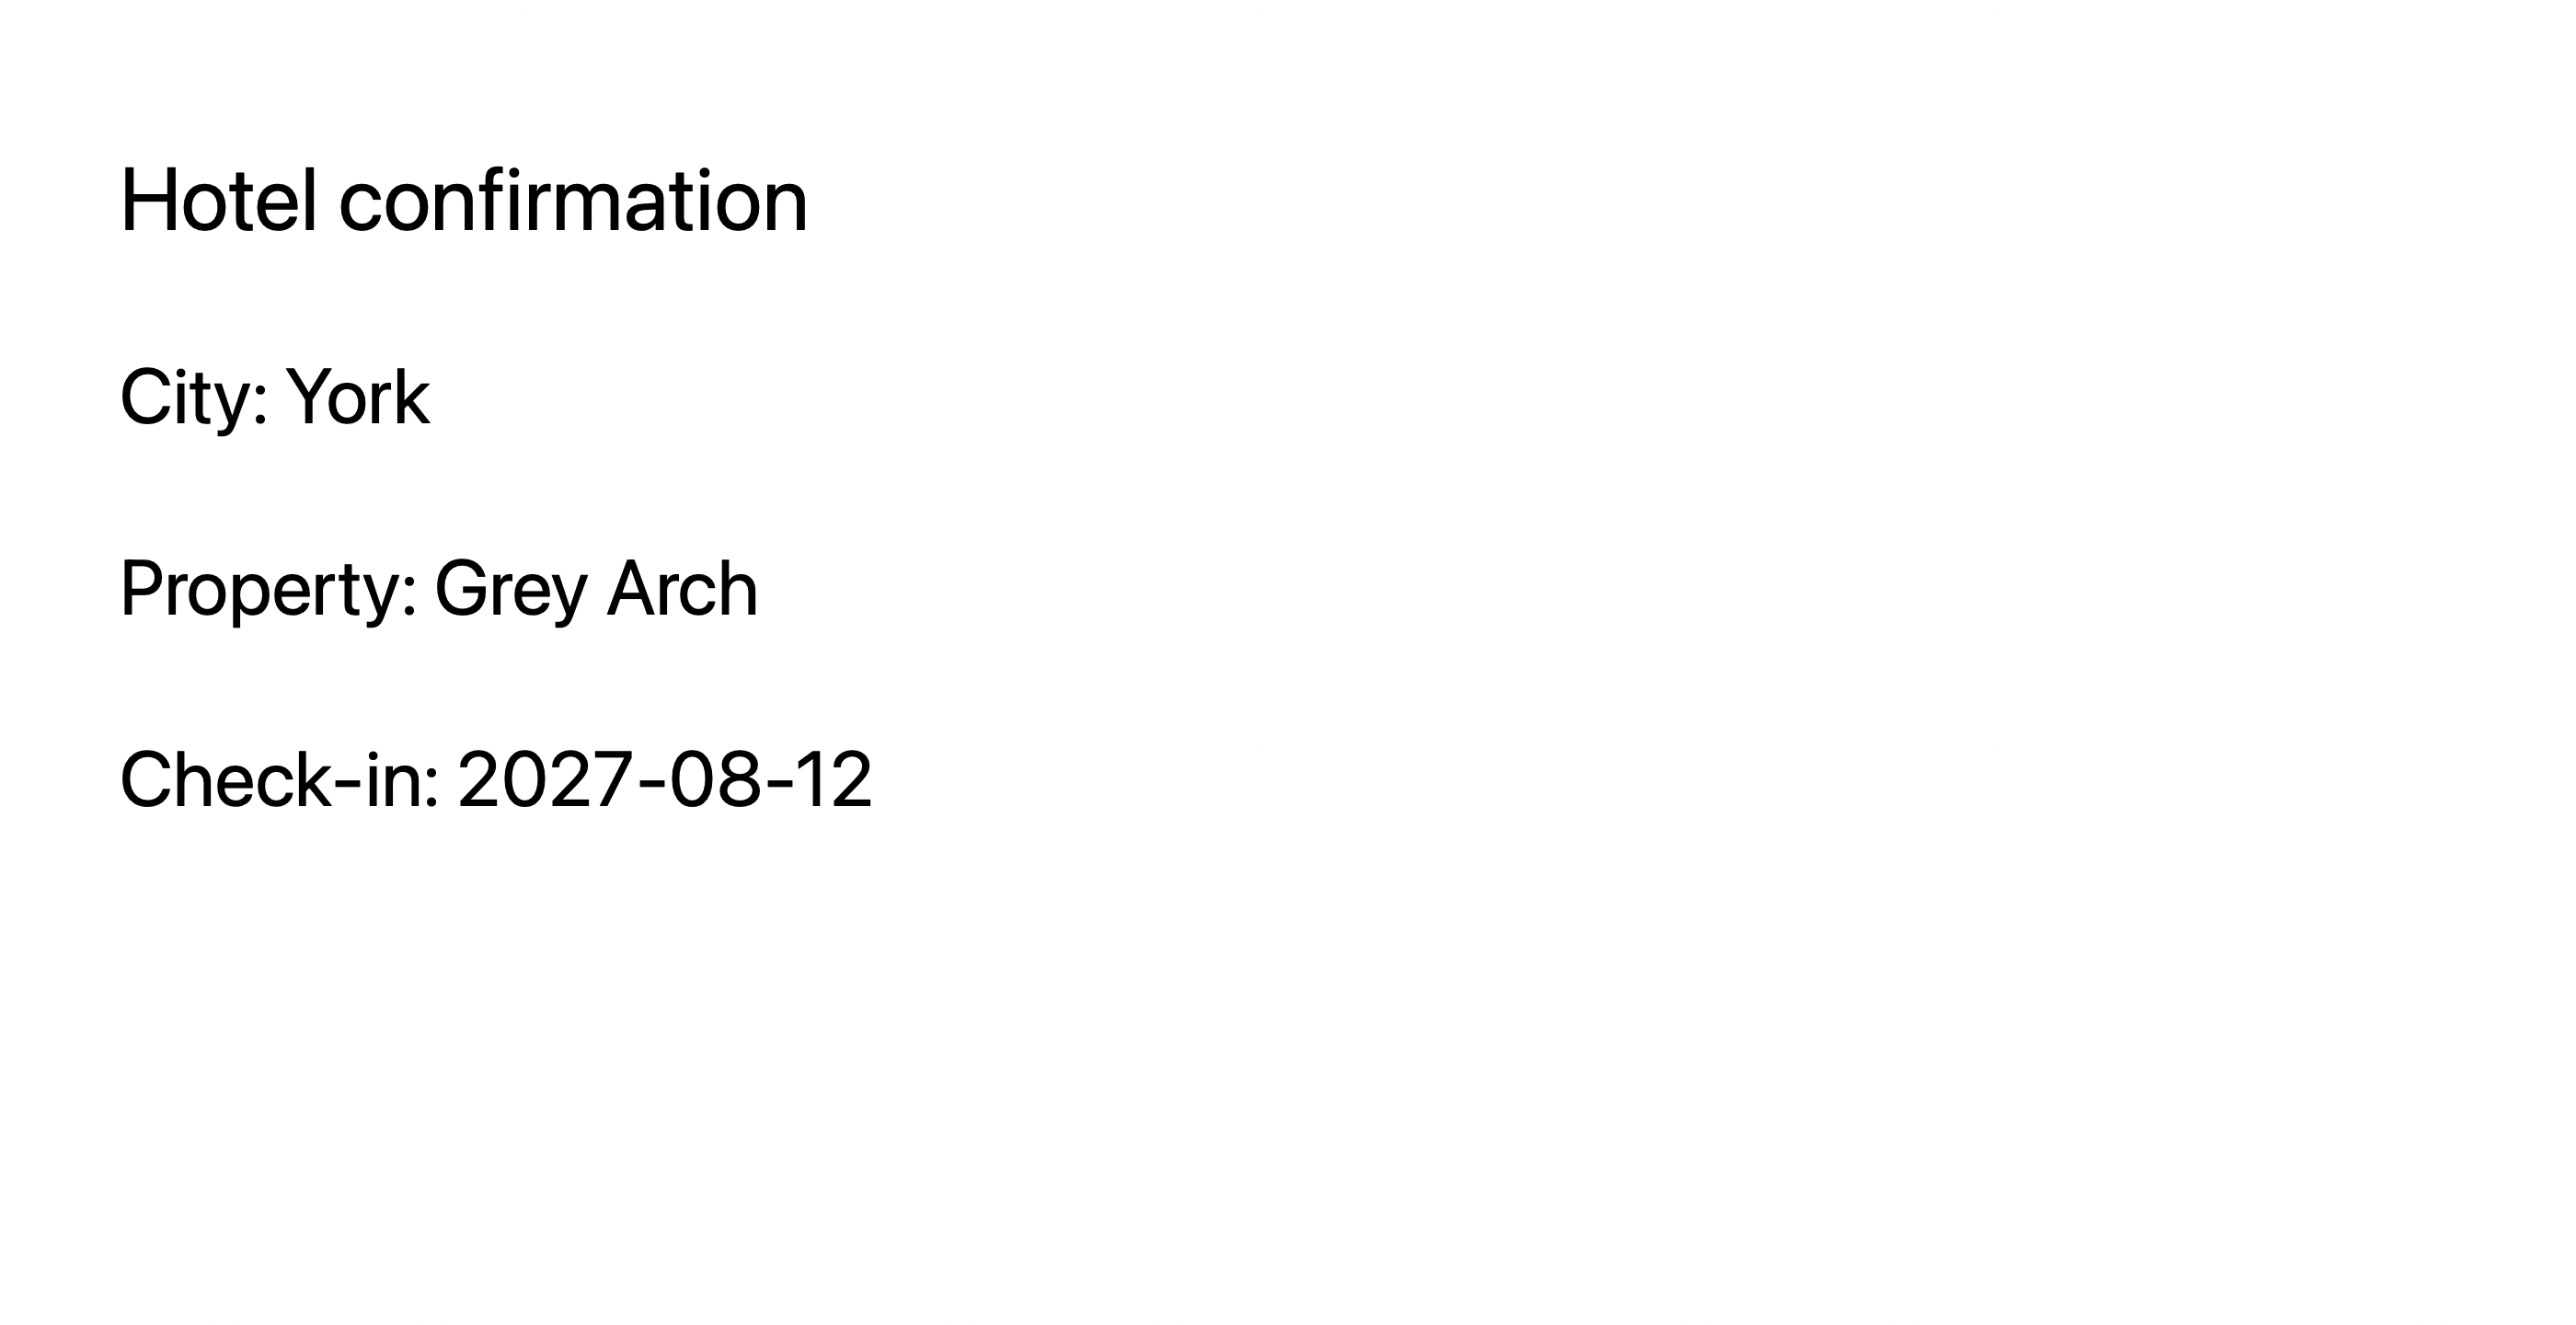 Hotel confirmation
City: York
Property: Grey Arch
Check-in: 2027-08-12